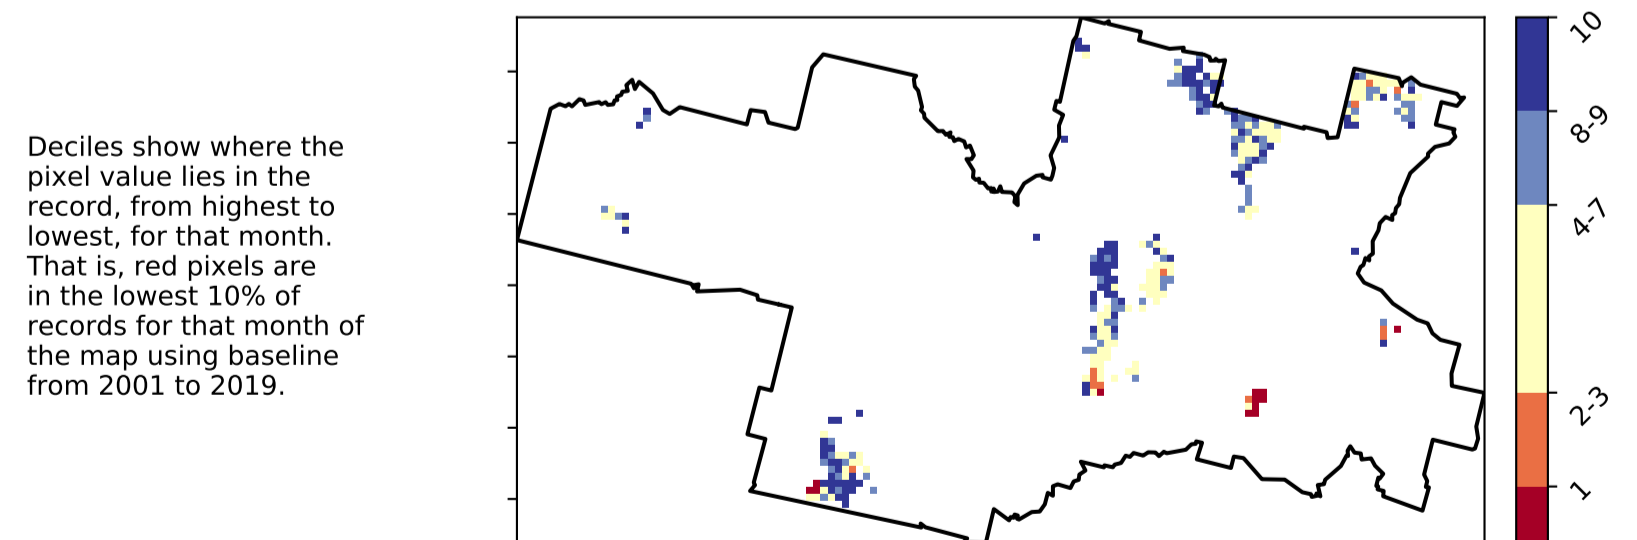 Deciles show where the
pixel value lies in the
record, from highest to
lowest, for that month.
That is, red pixels are
in the lowest 10% of
records for that month of
the map using baseline
from 2001 to 2019.
10
8-9
4-7
2-3
1